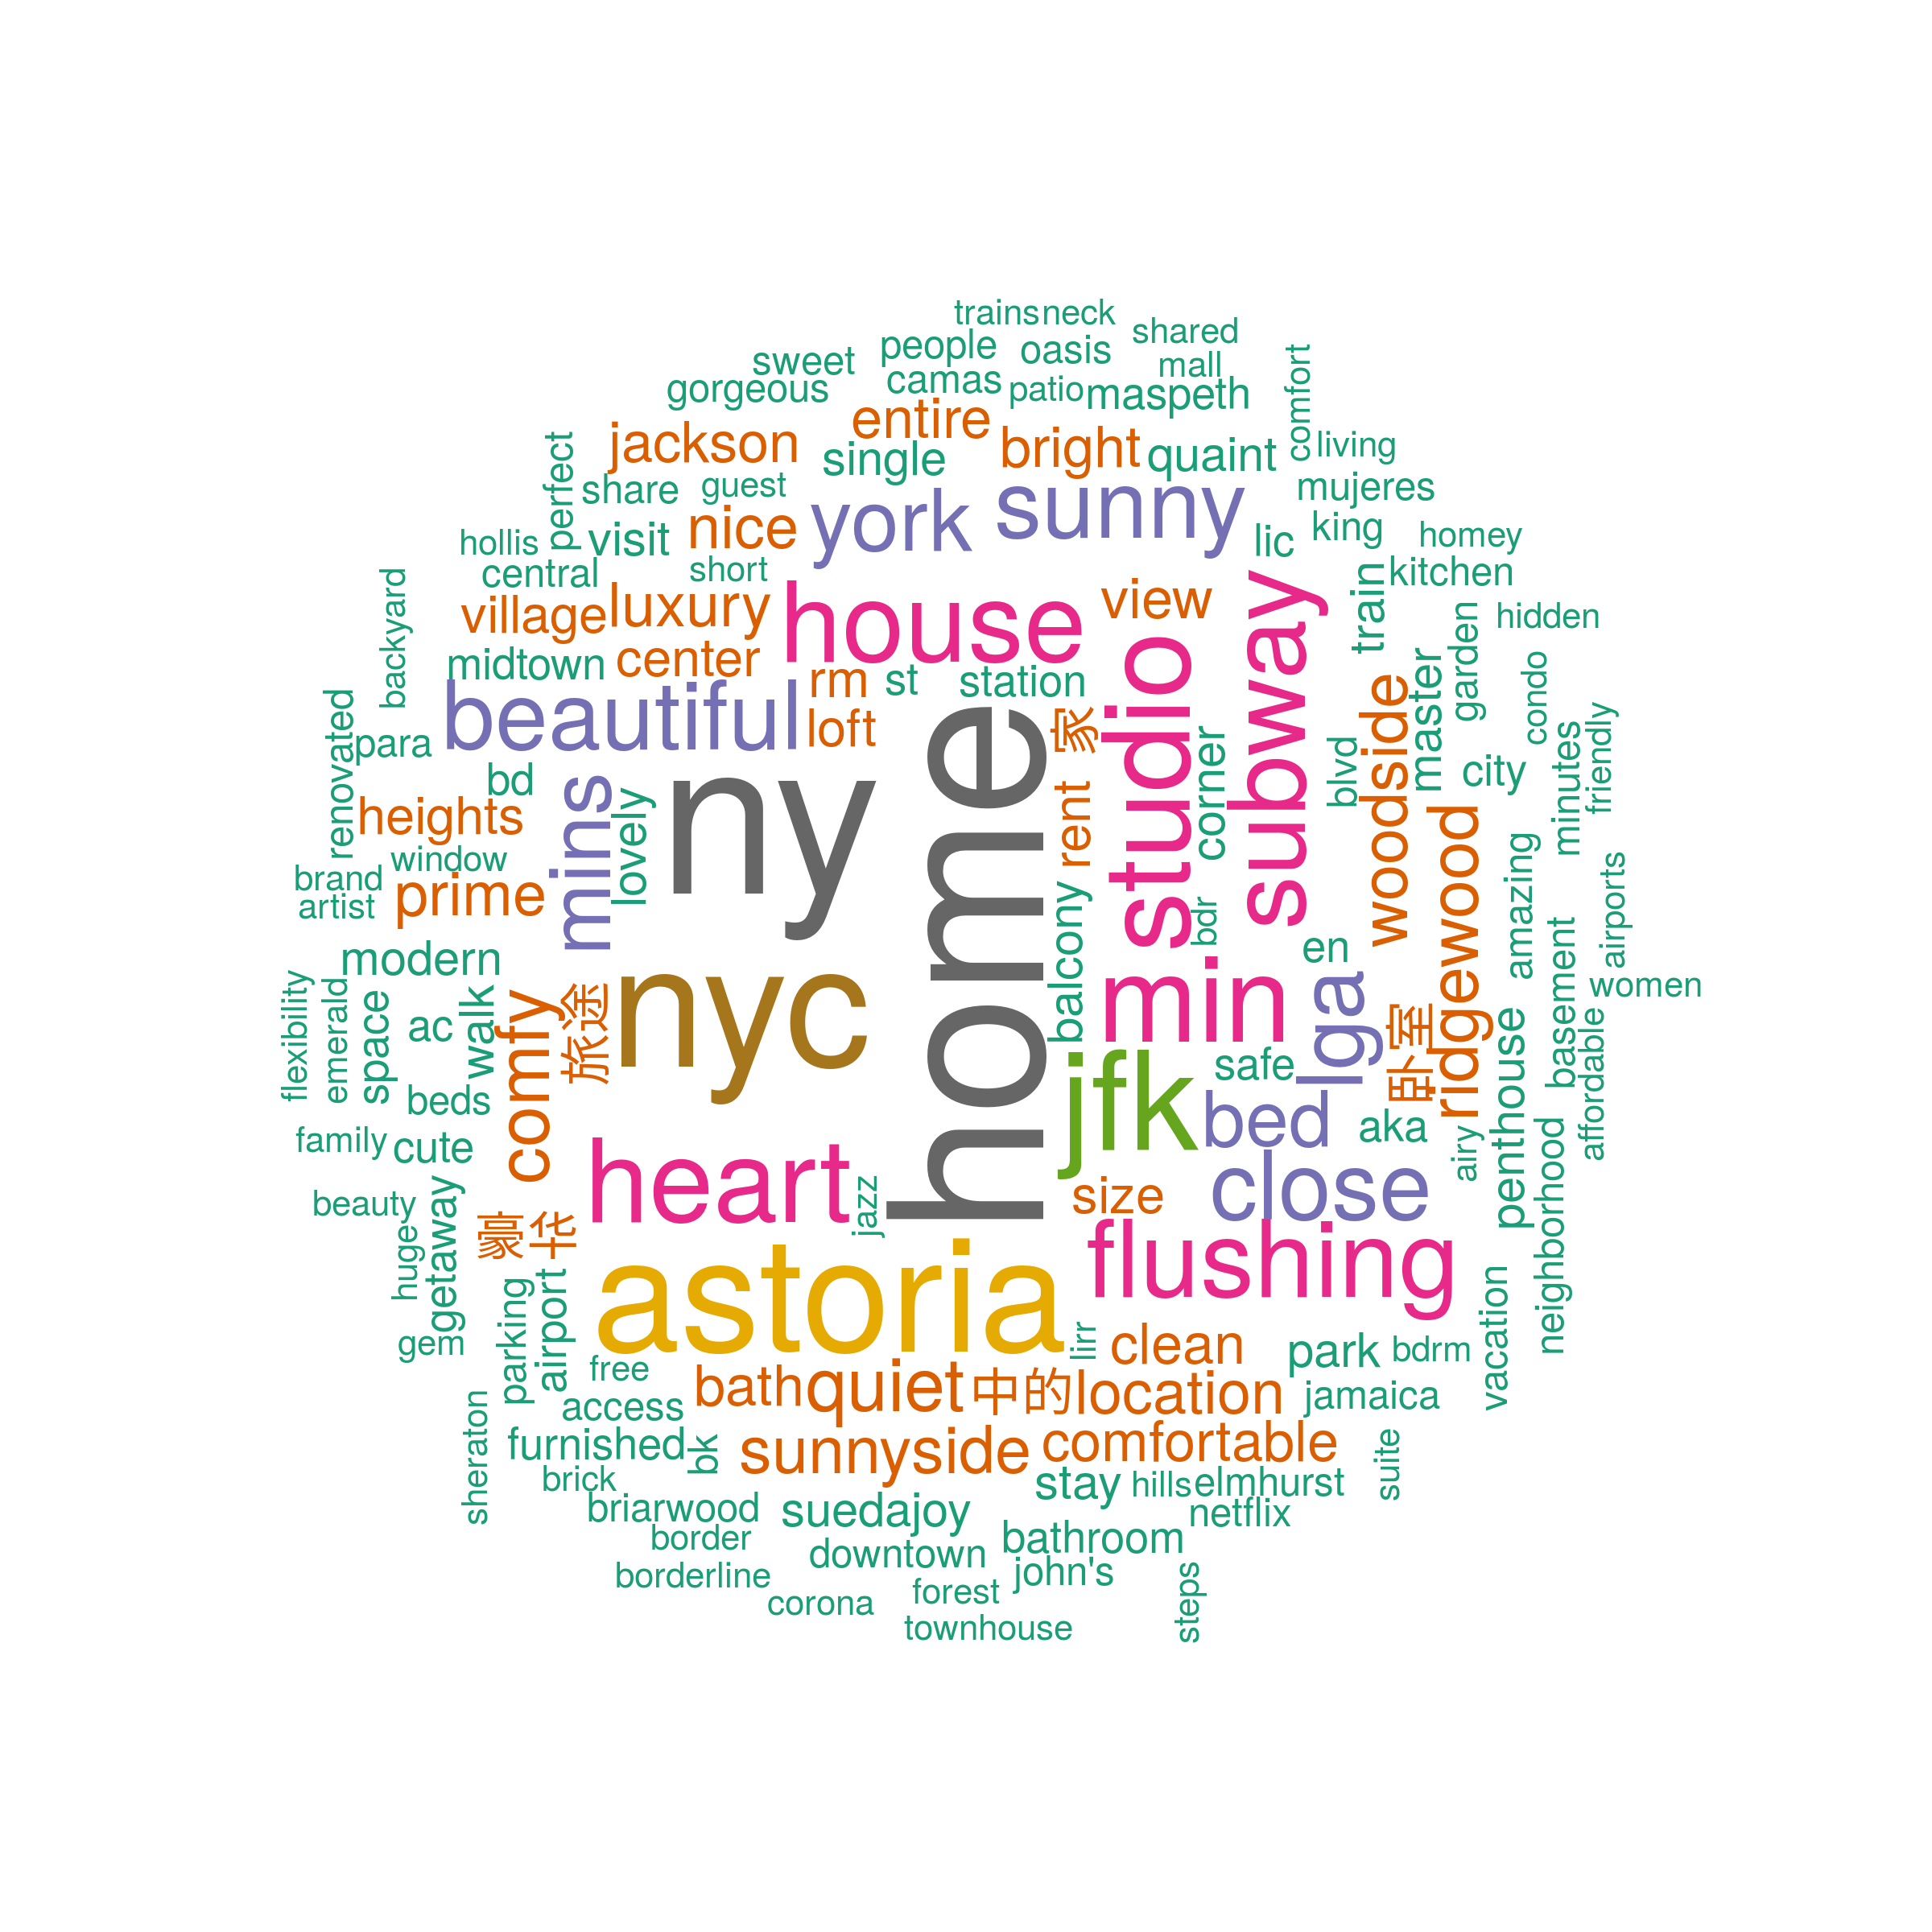 trains
neck
people
oasis
shared
sweet
camas
patio
mall
gorgeous
maspeth
comfort
entire
jackson
bright
living
single
quaint
perfect
share
guest
york
sunny
mujeres
nice
visit
lic
king
homey
hollis
central
short
house
view
train
kitchen
backyard
village
luxury
subway
hidden
midtown
center
rm
st
station
studio
garden
beautiful
loft
家
woodside
master
condo
renovated
para
bd
ny
home
corner
blvd
city
minutes
friendly
heights
mins
lovely
rent
ridgewood
window
brand
artist
prime
balcony
bdr
amazing
airports
modern
nyc
min
en
lga
basement
women
flexibility
emerald
space
ac
walk
comfy
旅途
卧室
penthouse
affordable
beds
jfk
safe
bed
aka
airy
neighborhood
family
cute
heart
close
beauty
getaway
jazz
size
huge
豪华
astoria
flushing
gem
parking
airport
free
lirr
clean
park
bdrm
vacation
bath
quiet
中的
location
jamaica
access
sheraton
furnished
bk
sunnyside
comfortable
suite
brick
stay
hills
elmhurst
briarwood
suedajoy
netflix
border
downtown
bathroom
borderline
john's
corona
forest
steps
townhouse